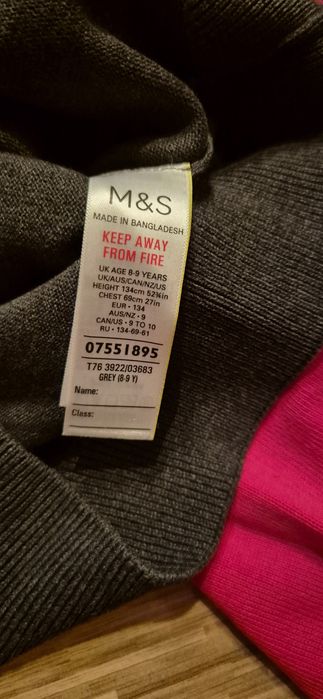 M&S
MADE IN BANGLADESH
KEEP AWAY
FROM FIRE
UK AGE 8-9 YEARS
UK/AUS/CAN/NZ/US
HEIGHT 134cm 52¾in
CHEST 69cm 27in
EUR • 134
AUS/NZ • 9
CAN/US • 9 TO 10
RU • 134-69-61
07551895
T76 3922/03683
GREY (8-9 Y)
Name:
Class: